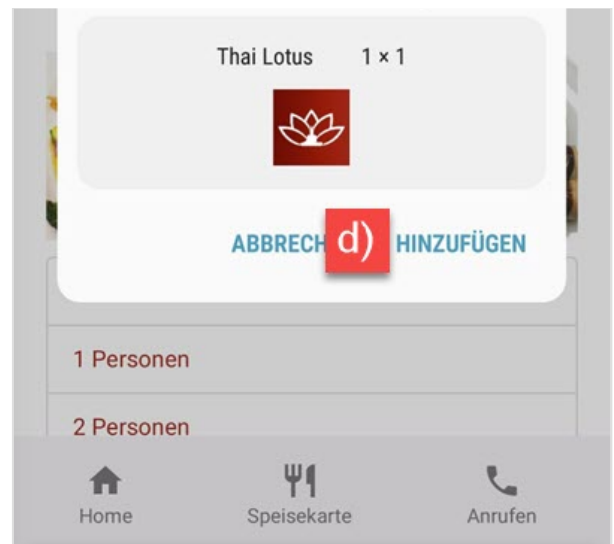 Thai Lotus 1 × 1
ABBRECH d) HINZUFÜGEN
1 Personen
2 Personen
Home Speisekarte Anrufen